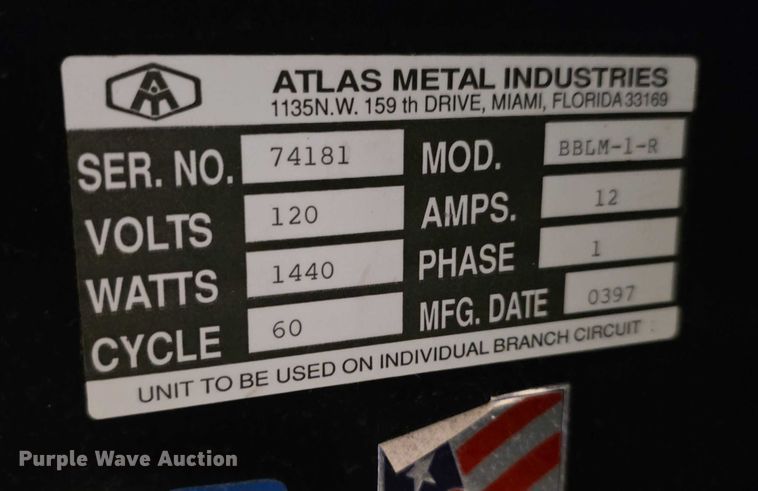 ATLAS METAL INDUSTRIES
1135N.W. 159 th DRIVE, MIAMI, FLORIDA 33169
SER. NO. 74181 MOD. BBLM-1-R
VOLTS 120 AMPS. 12
WATTS 1440 PHASE 1
CYCLE 60 MFG. DATE 0397
UNIT TO BE USED ON INDIVIDUAL BRANCH CIRCUIT
Purple Wave Auction